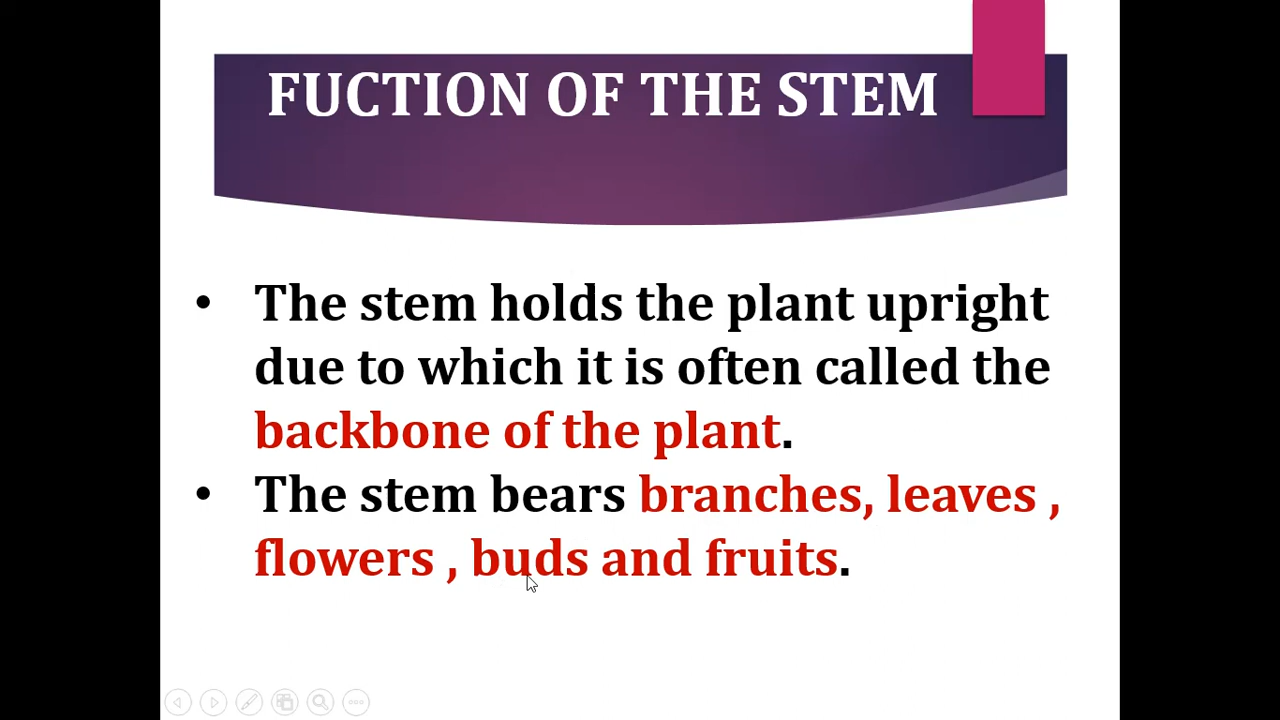 FUCTION OF THE STEM
• The stem holds the plant upright
due to which it is often called the
backbone of the plant.
• The stem bears branches, leaves ,
flowers , buds and fruits.